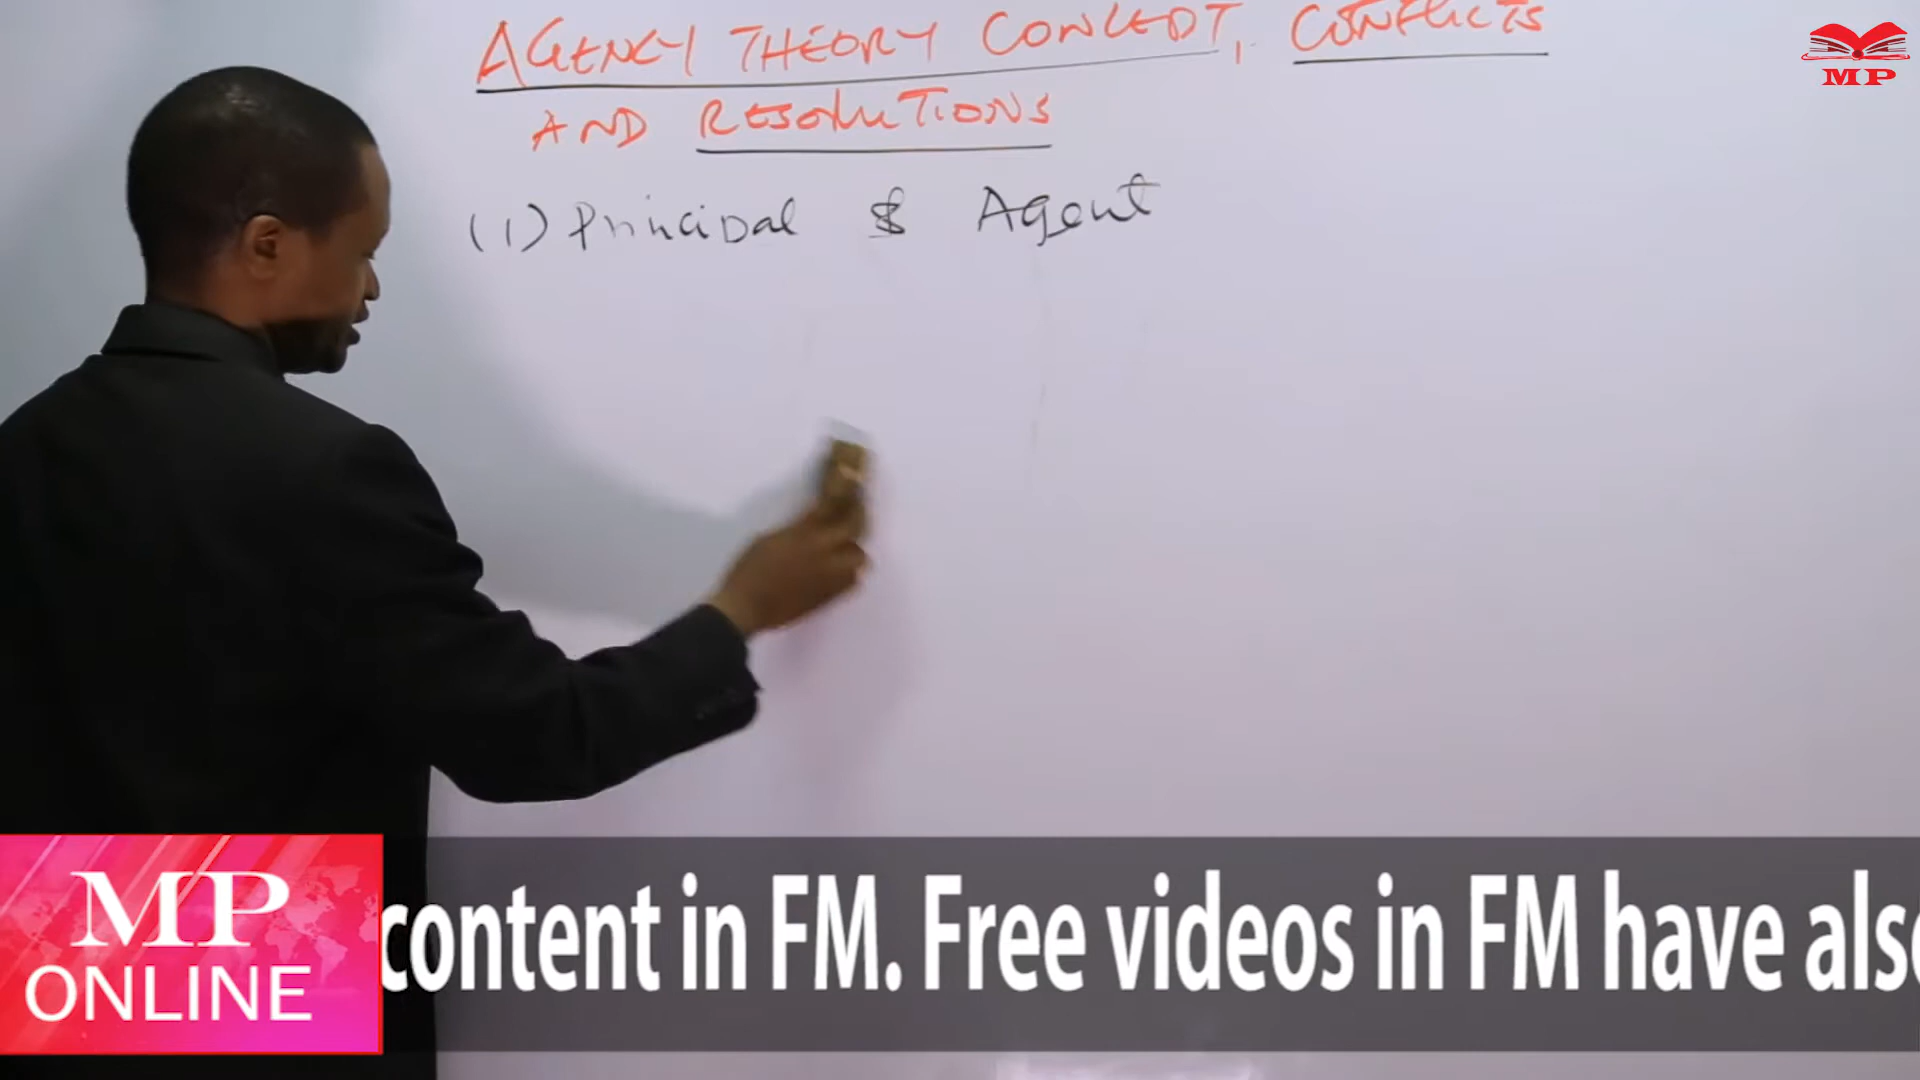 AGENCY THEORY CONCEPT, CONFLICTS
AND RESOLUTIONS
MP
(1) Principal & Agent
MP
ONLINE
content in FM. Free videos in FM have also